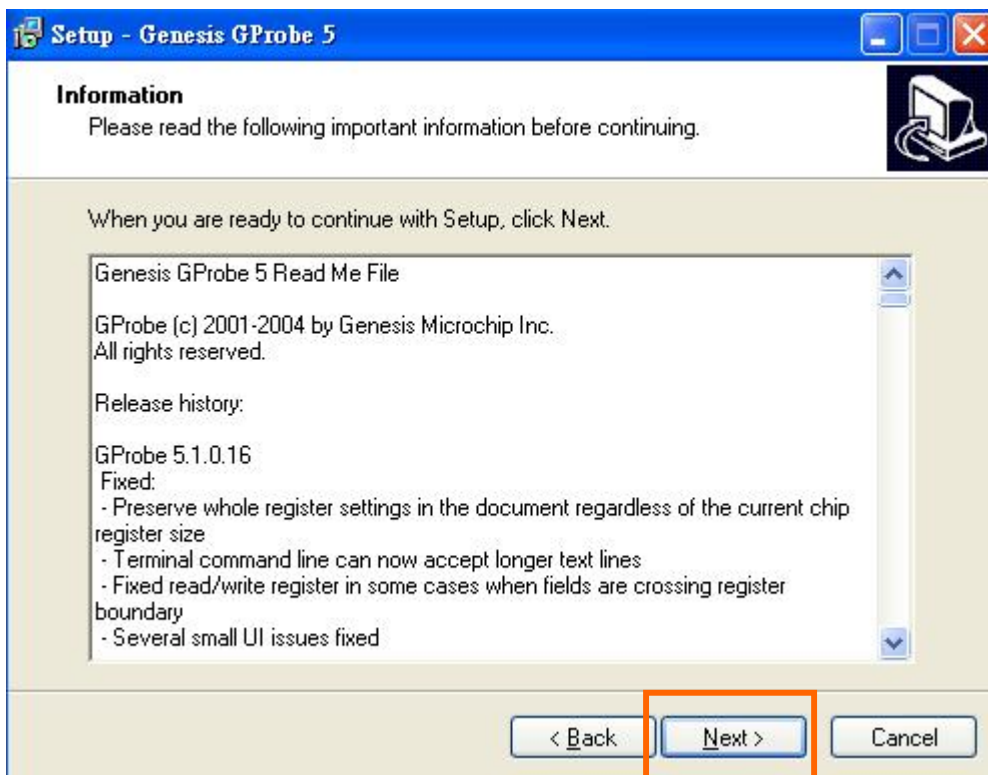 Setup - Genesis GProbe 5
Information
Please read the following important information before continuing.
When you are ready to continue with Setup, click Next.
Genesis GProbe 5 Read Me File
GProbe (c) 2001-2004 by Genesis Microchip Inc.
All rights reserved.
Release history:
GProbe 5.1.0.16
Fixed:
- Preserve whole register settings in the document regardless of the current chip
register size
- Terminal command line can now accept longer text lines
- Fixed read/write register in some cases when fields are crossing register
boundary
- Several small UI issues fixed
< Back Next > Cancel